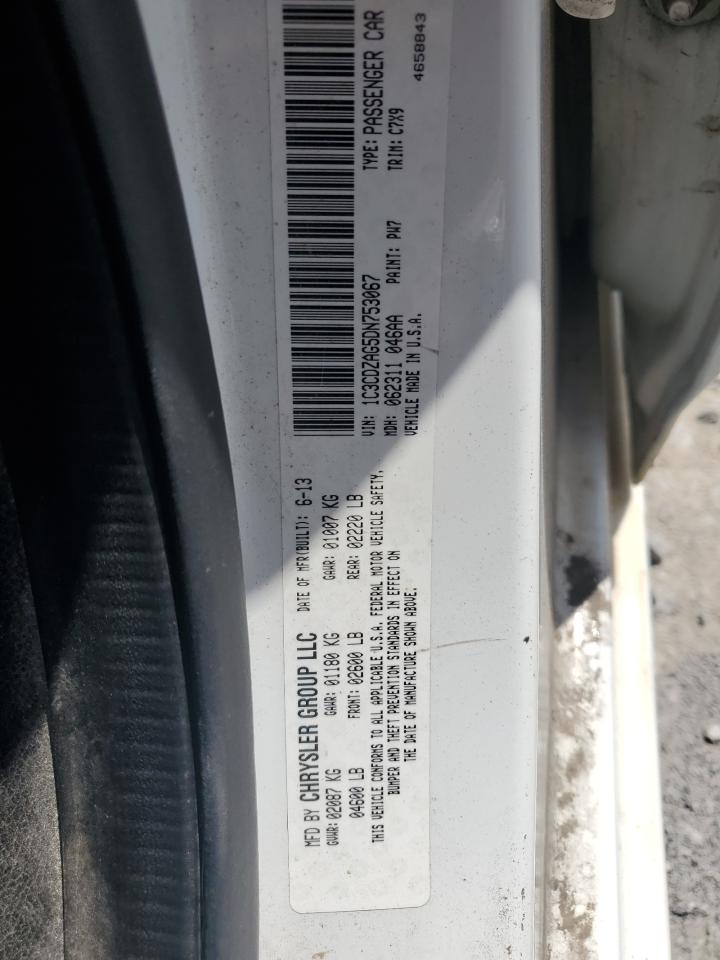 MFD BY CHRYSLER GROUP LLC DATE OF MFR(BUILT): 6-13
GVWR: 02087 KG GAWR: 01180 KG GAWR: 01007 KG
04600 LB FRONT: 02600 LB REAR: 02220 LB
THIS VEHICLE CONFORMS TO ALL APPLICABLE U.S.A. FEDERAL MOTOR VEHICLE SAFETY,
BUMPER AND THEFT PREVENTION STANDARDS IN EFFECT ON
THE DATE OF MANUFACTURE SHOWN ABOVE.
VIN: 1C3CDZAG5DN753067 TYPE: PASSENGER CAR
MDH: 062311 046AA PAINT: PW7 TRIM: C7X9
VEHICLE MADE IN U.S.A. 4658843